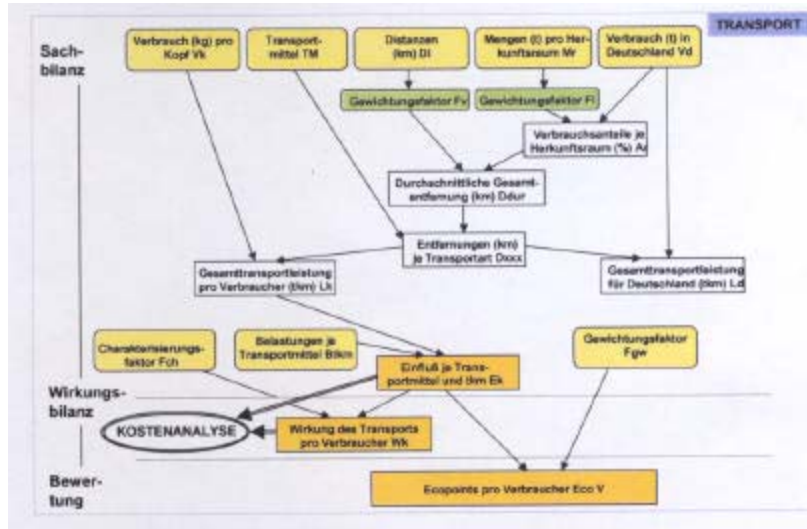 TRANSPORT
Sach-
bilanz
Verbrauch (kg) pro
Kopf Vk
Transport-
mittel TM
Distanzen
(km) Di
Mengen (t) pro Her-
kunftsraum Mr
Verbrauch (t) in
Deutschland Vd
Gewichtungsfaktor Fv
Gewichtungsfaktor Fl
Verbrauchsanteile je
Herkunftsraum (%) Ar
Durchschnittliche Gesamt-
entfernung (km) Ddur
Entfernungen (km)
je Transportart Dxxx
Gesamttransportleistung
pro Verbraucher (tkm) Lk
Gesamttransportleistung
für Deutschland (tkm) Ld
Charakterisierungs-
faktor Fch
Belastungen je
Transportmittel Btkm
Gewichtungsfaktor
Fgw
Einfluß je Trans-
portmittel und tkm Ek
Wirkungs-
bilanz
KOSTENANALYSE
Wirkung des Transports
pro Verbraucher Wk
Bewer-
tung
Ecopoints pro Verbraucher Eco V